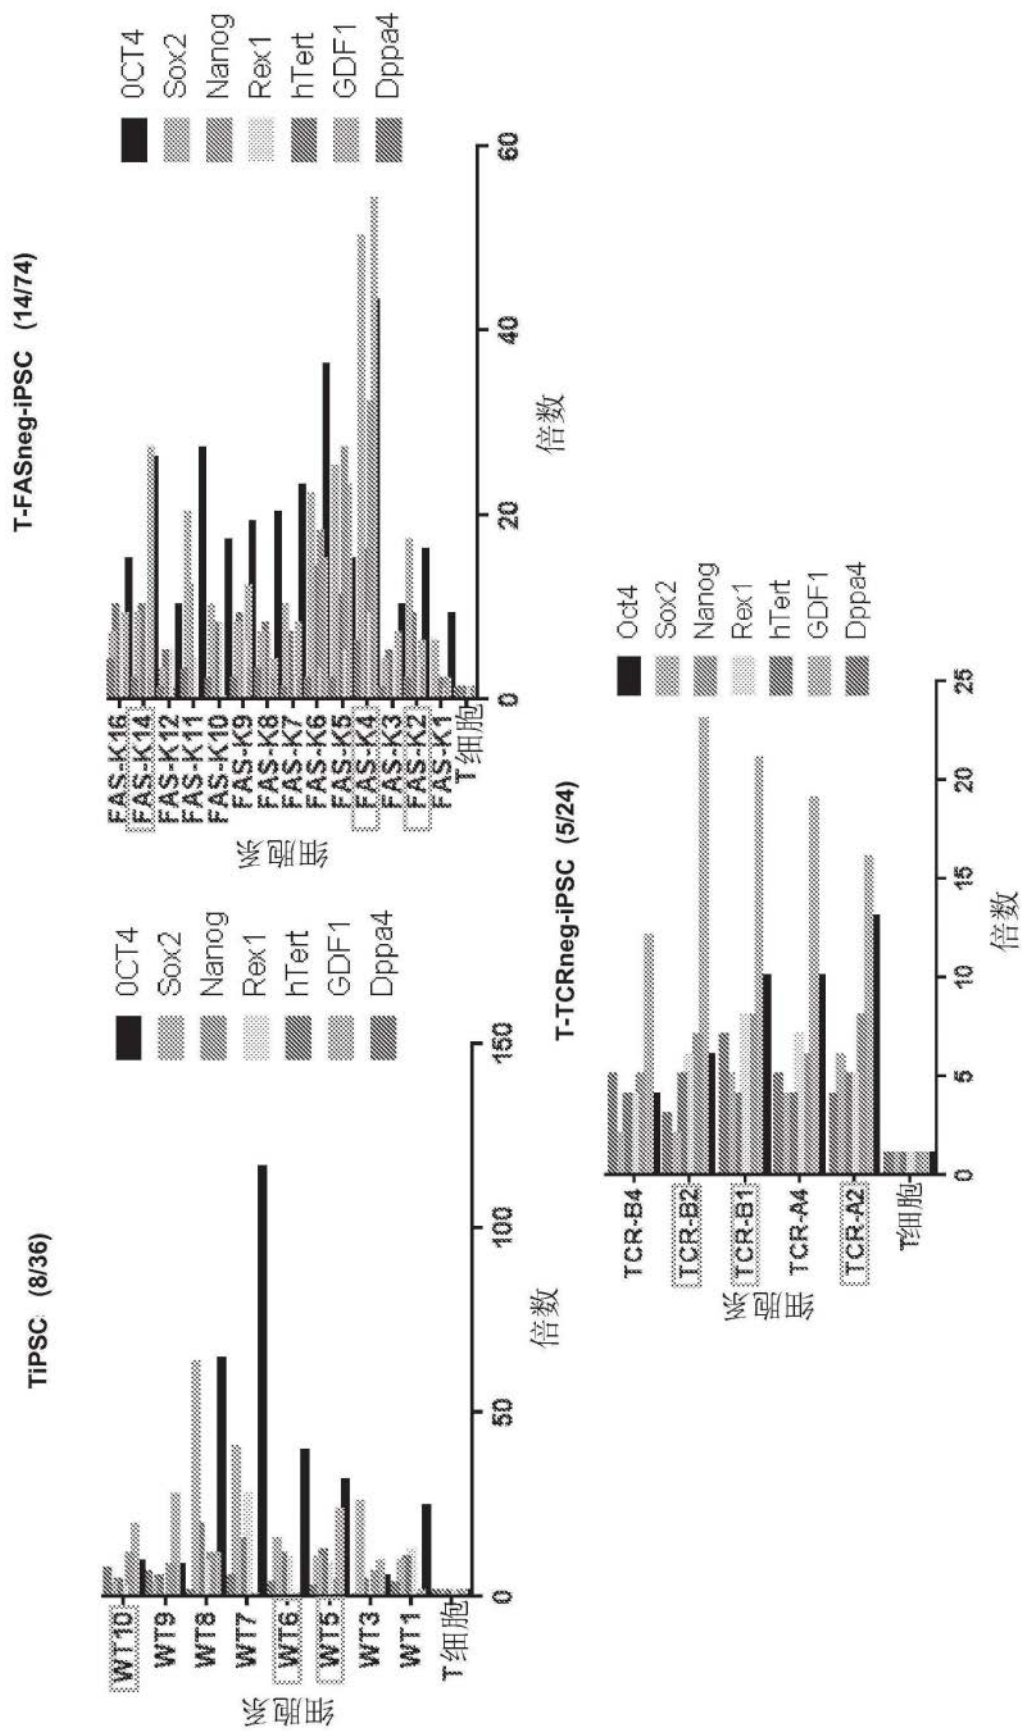 TiPSC (8/36)
OCT4
Sox2
Nanog
Rex1
hTert
GDF1
Dppa4
WT10
WT9
WT8
WT7
WT6
WT5
WT3
WT1
T细胞
细胞系
0
50
100
150
倍数
T-FASneg-iPSC (14/74)
OCT4
Sox2
Nanog
Rex1
hTert
GDF1
Dppa4
FAS-K16
FAS-K14
FAS-K12
FAS-K11
FAS-K10
FAS-K9
FAS-K8
FAS-K7
FAS-K6
FAS-K5
FAS-K4
FAS-K3
FAS-K2
FAS-K1
T细胞
细胞系
0
20
40
60
倍数
T-TCRneg-iPSC (5/24)
Oct4
Sox2
Nanog
Rex1
hTert
GDF1
Dppa4
TCR-B4
TCR-B2
TCR-B1
TCR-A4
TCR-A2
T细胞
细胞系
0
5
10
15
20
25
倍数